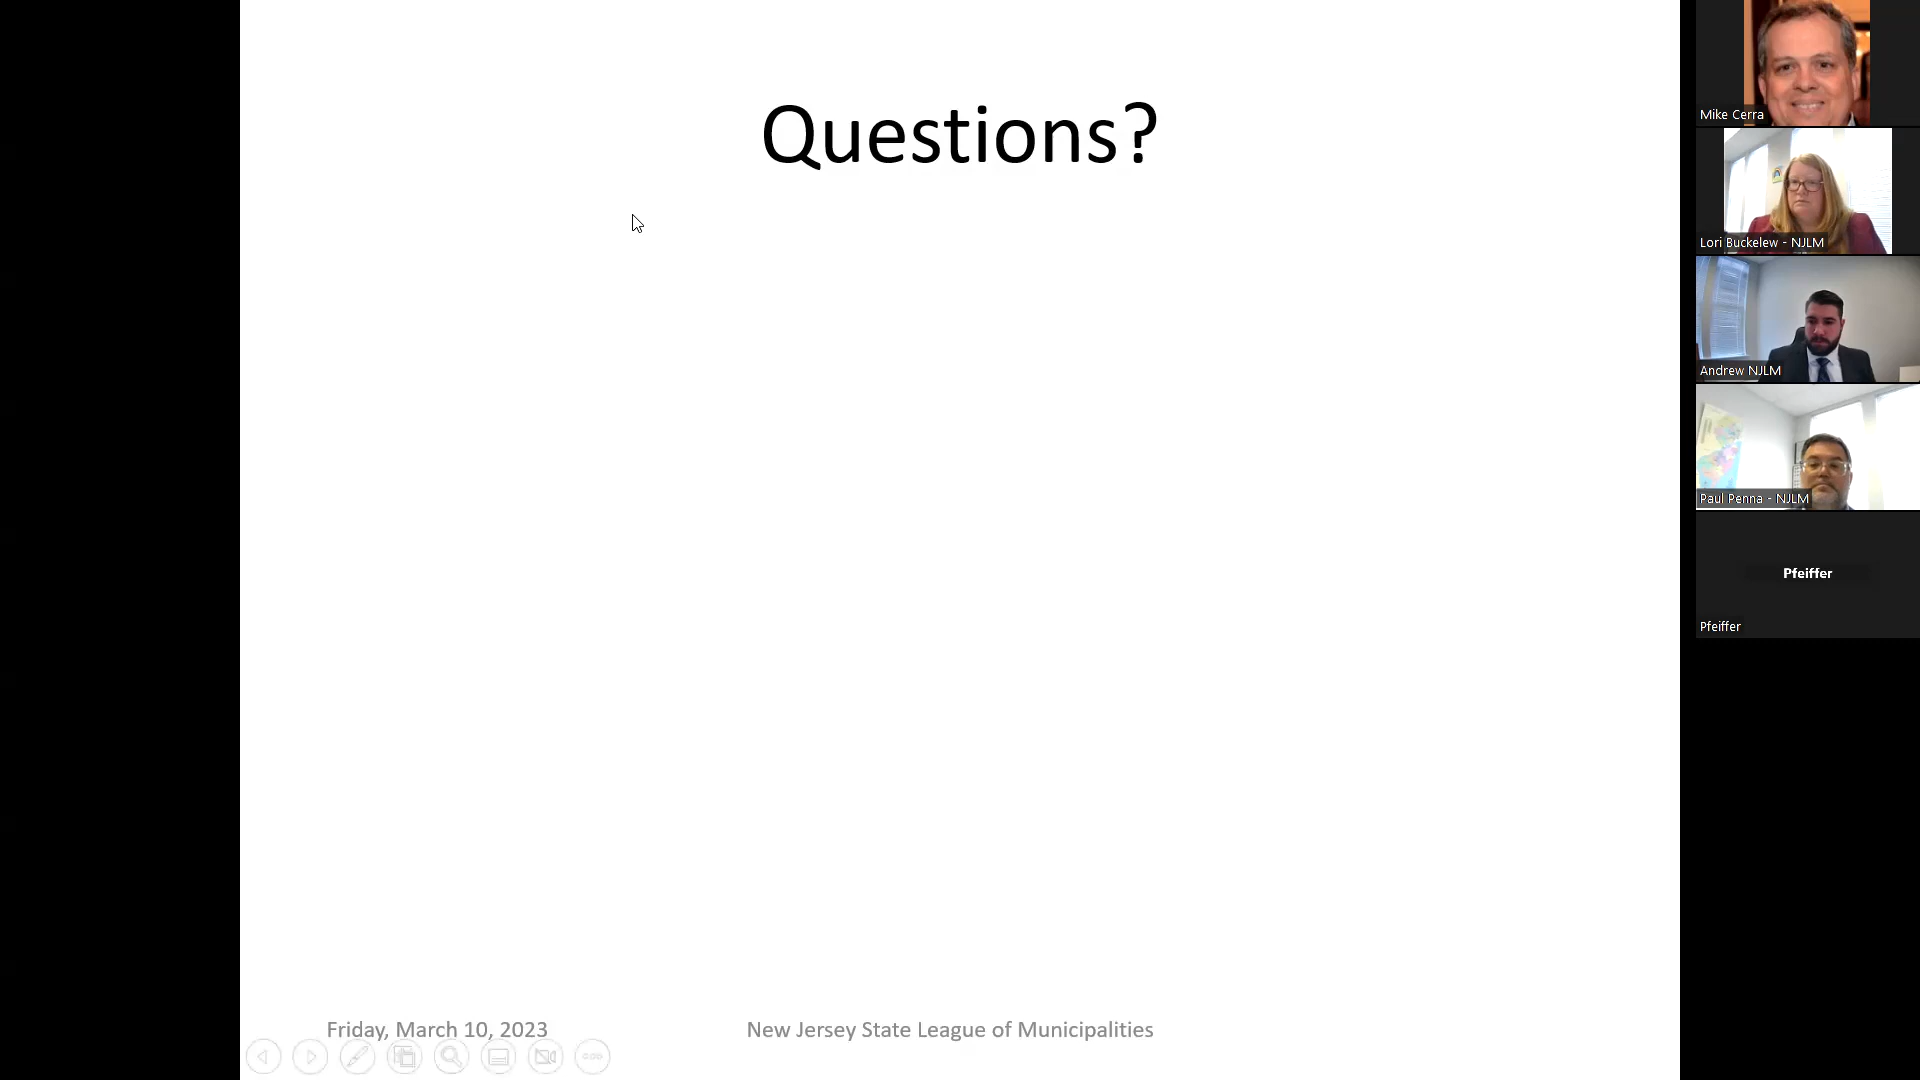 Questions?
Friday, March 10, 2023
New Jersey State League of Municipalities
Mike Cerra
Lori Buckelew - NJLM
Andrew NJLM
Paul Penna - NJLM
Pfeiffer
Pfeiffer